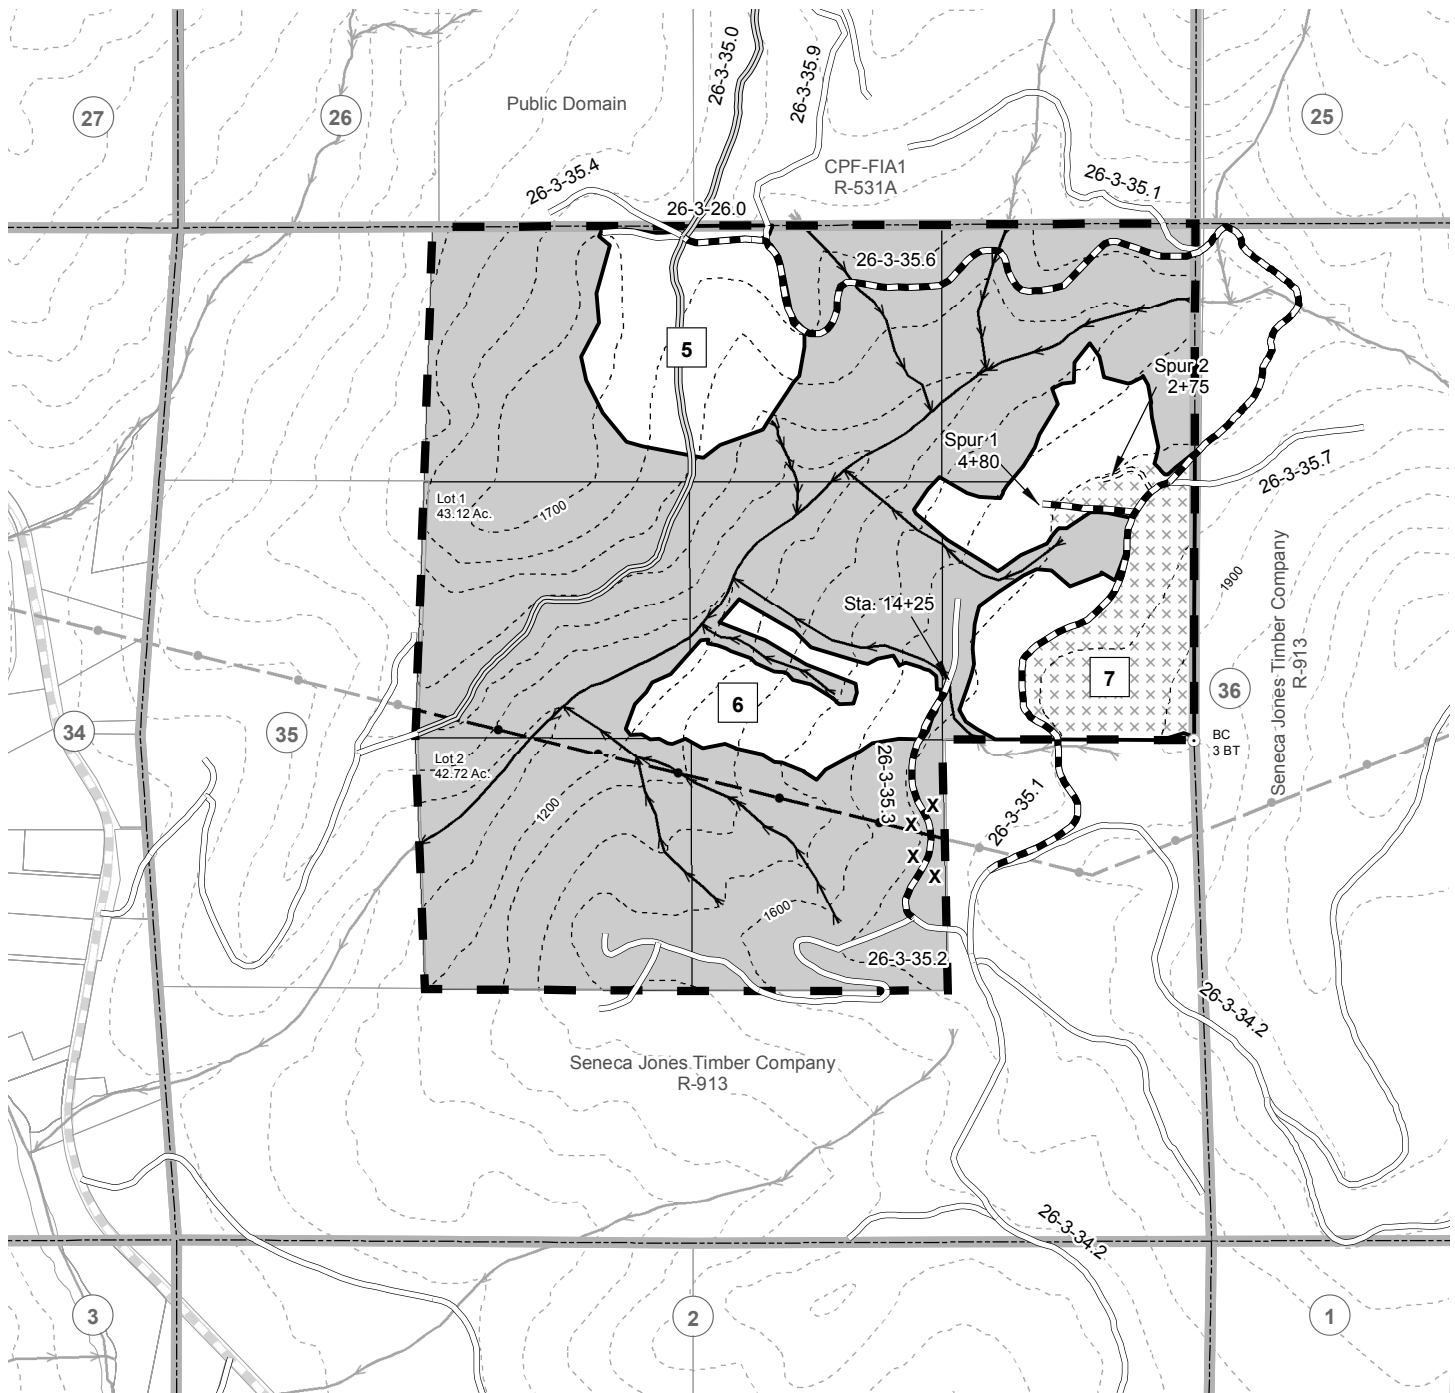 26-3-35.0
26-3-35.9
27
26
Public Domain
25
CPF-FIA1
R-531A
26-3-35.4
26-3-35.1
26-3-26.0
26-3-35.6
5
Spur 2
2+75
Spur 1
4+80
26-3-35.7
Lot 1
43.12 Ac.
1700
1900
Seneca Jones Timber Company
R-913
Sta. 14+25
34
35
6
7
36
BC
3 BT
Lot 2
42.72 Ac.
1200
26-3-35.3
26-3-35.1
X
X
X
X
1600
26-3-35.2
26-3-34.2
Seneca Jones Timber Company
R-913
26-3-34.2
3
2
1